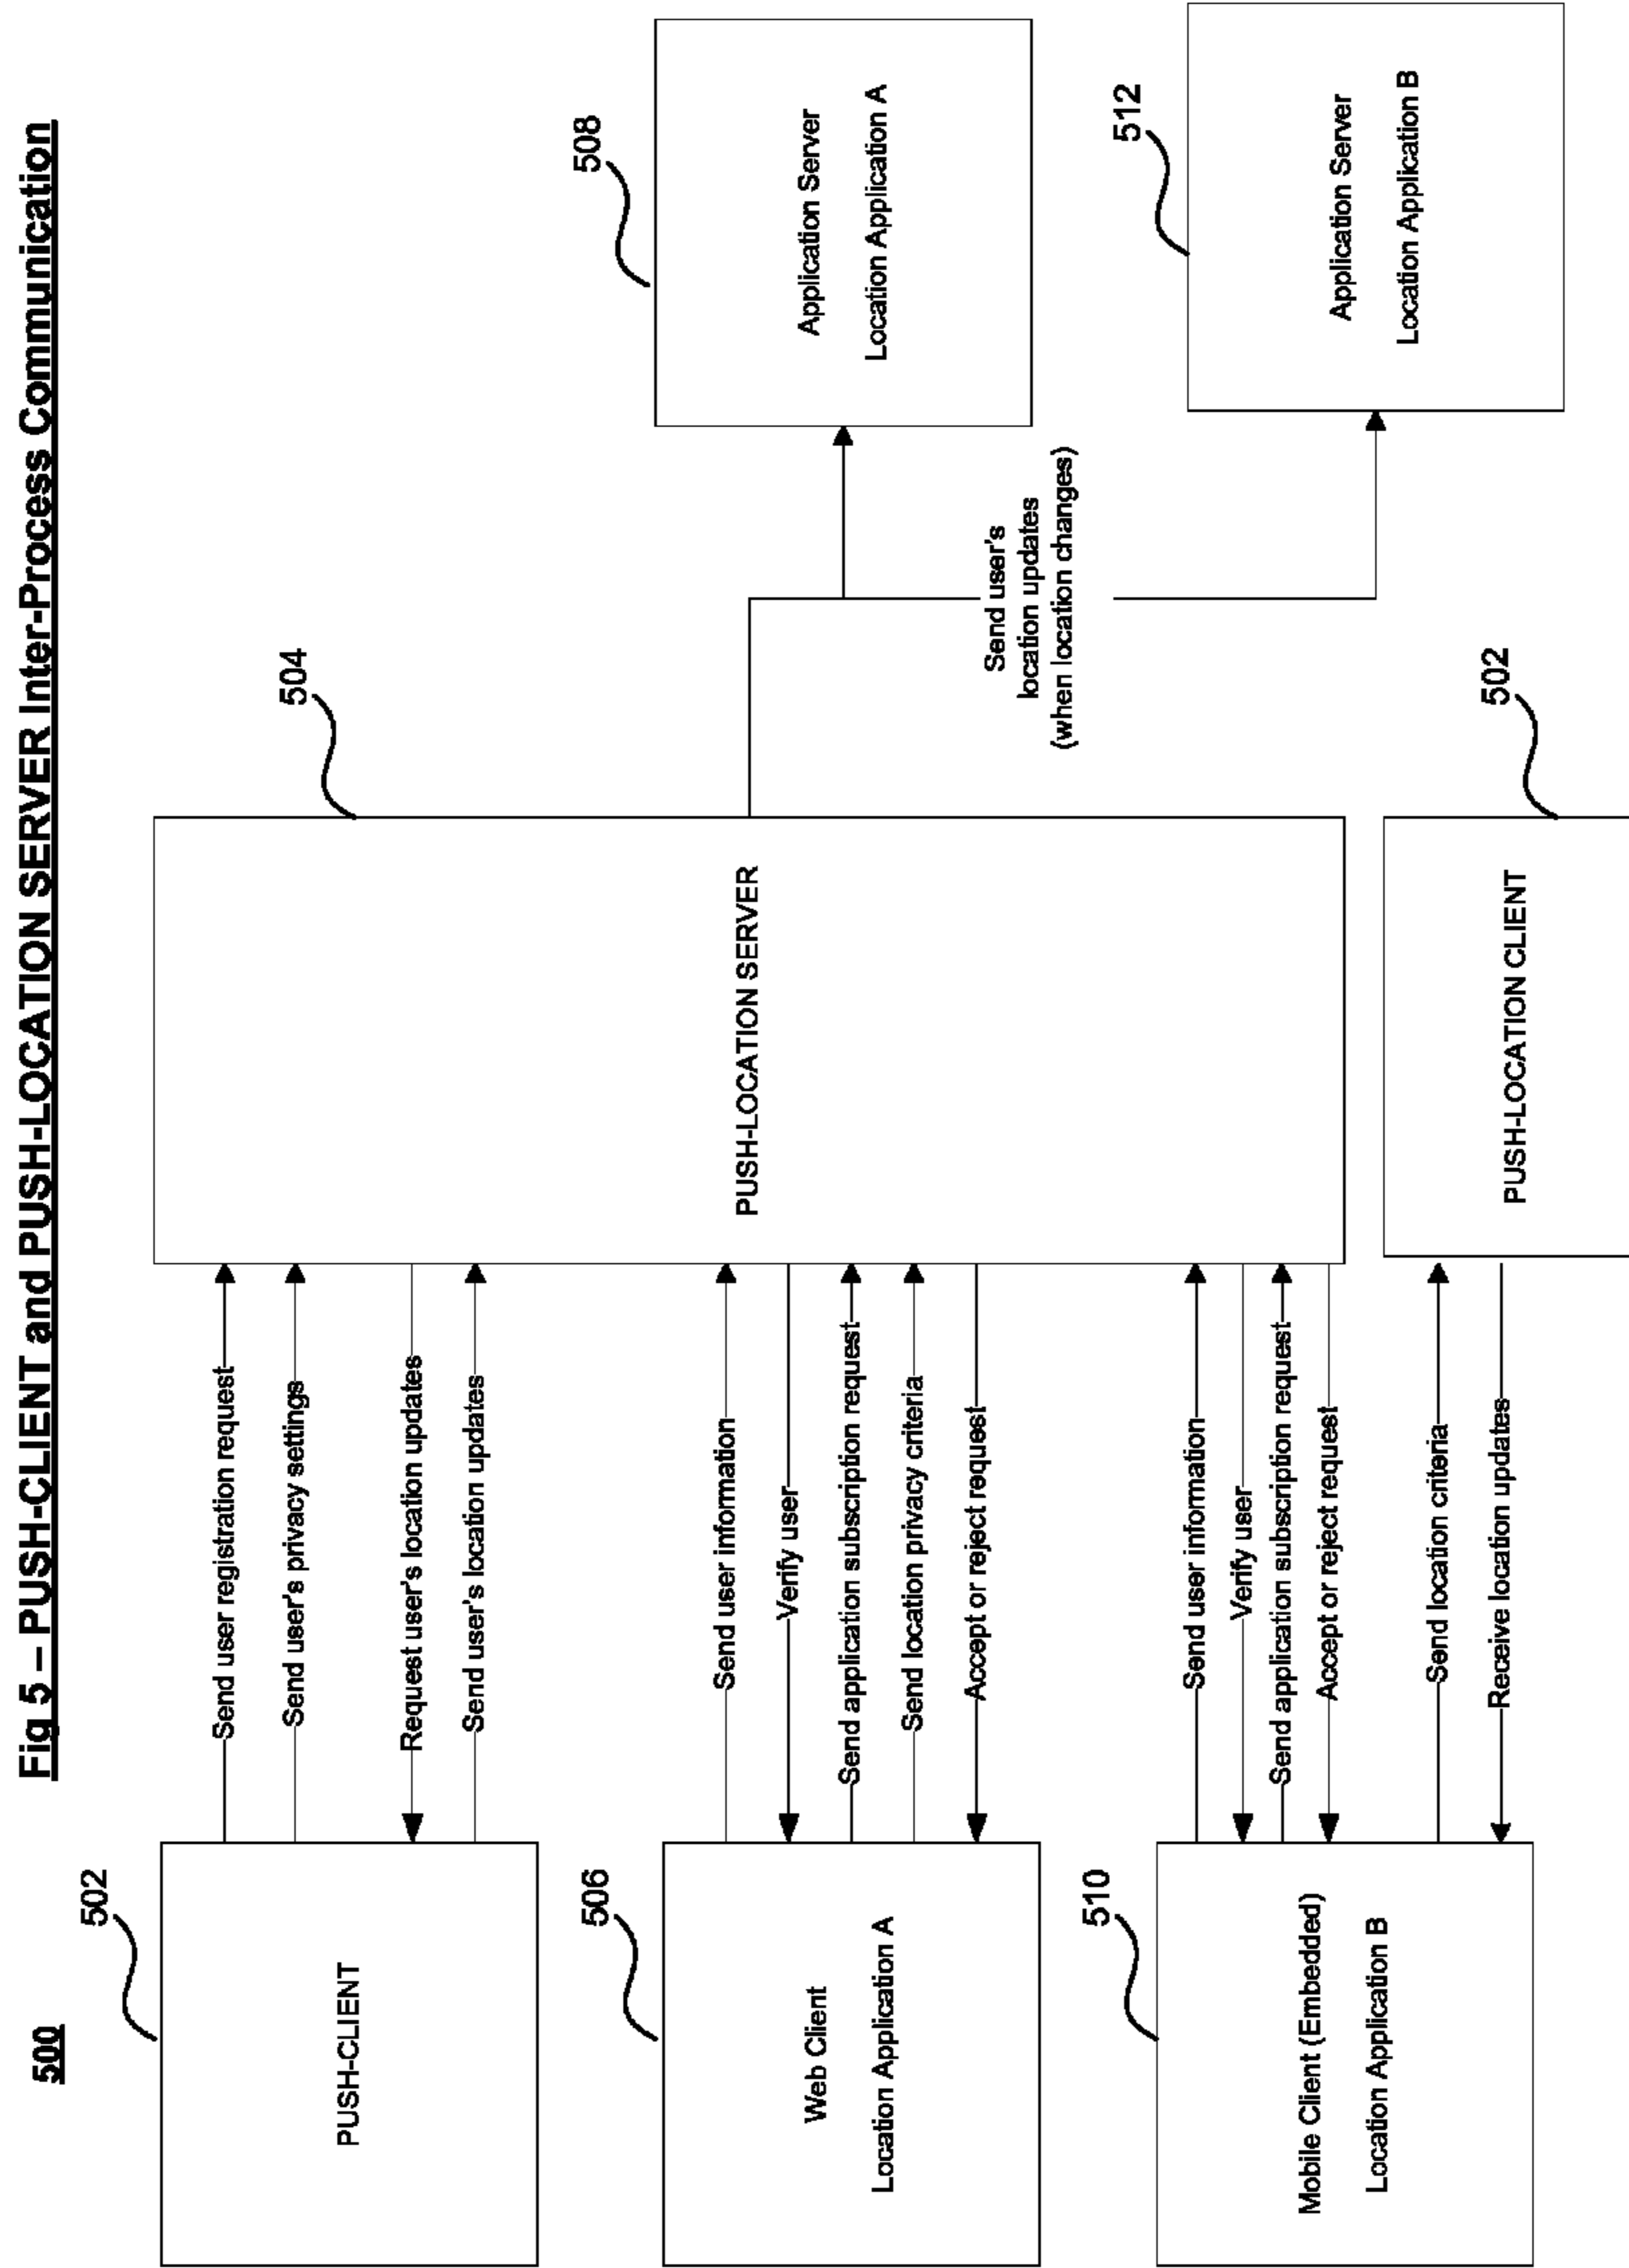 Fig 5 – PUSH-CLIENT and PUSH-LOCATION SERVER Inter-Process Communication
500
502
PUSH-CLIENT
Send user registration request
Send user's privacy settings
Request user's location updates
Send user's location updates
504
PUSH-LOCATION SERVER
506
Web Client
Location Application A
Send user information
Verify user
Send application subscription request
Send location privacy criteria
Accept or reject request
508
Application Server
Location Application A
Send user's
location updates
(when location changes)
512
Application Server
Location Application B
510
Mobile Client (Embedded)
Location Application B
Send user information
Verify user
Send application subscription request
Accept or reject request
Send location criteria
Receive location updates
502
PUSH-LOCATION CLIENT